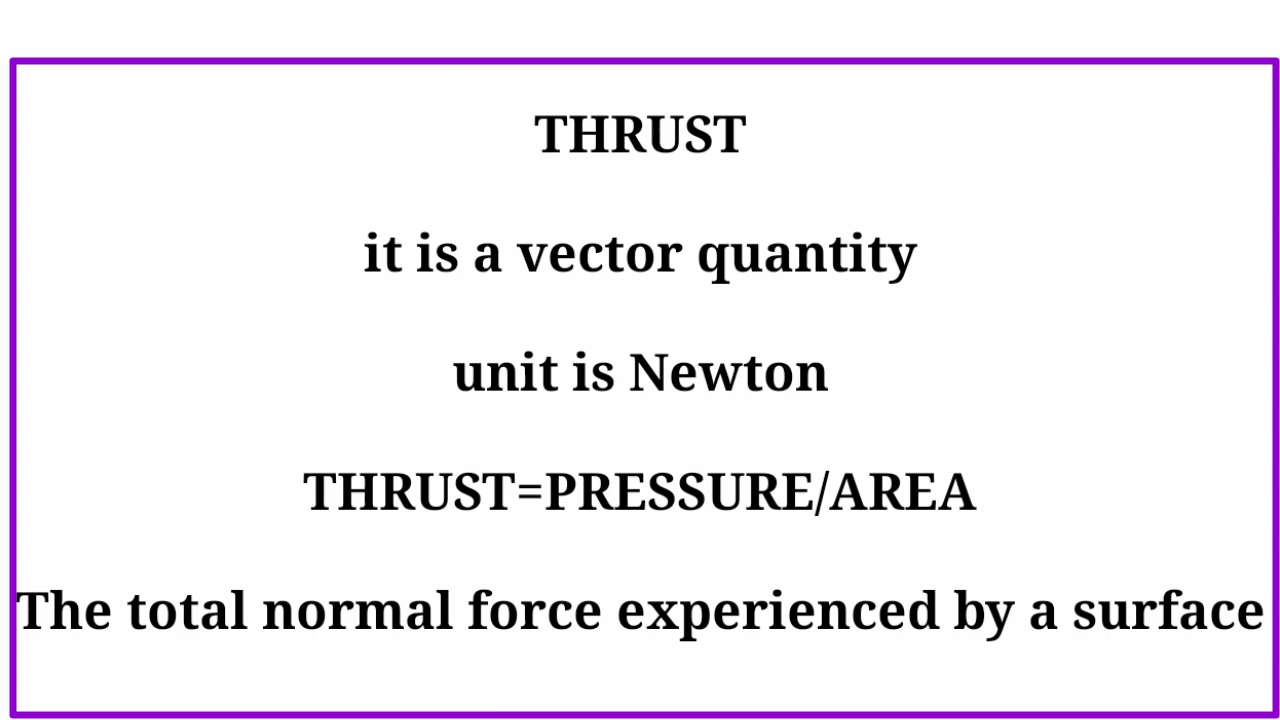 THRUST
it is a vector quantity
unit is Newton
THRUST=PRESSURE/AREA
The total normal force experienced by a surface